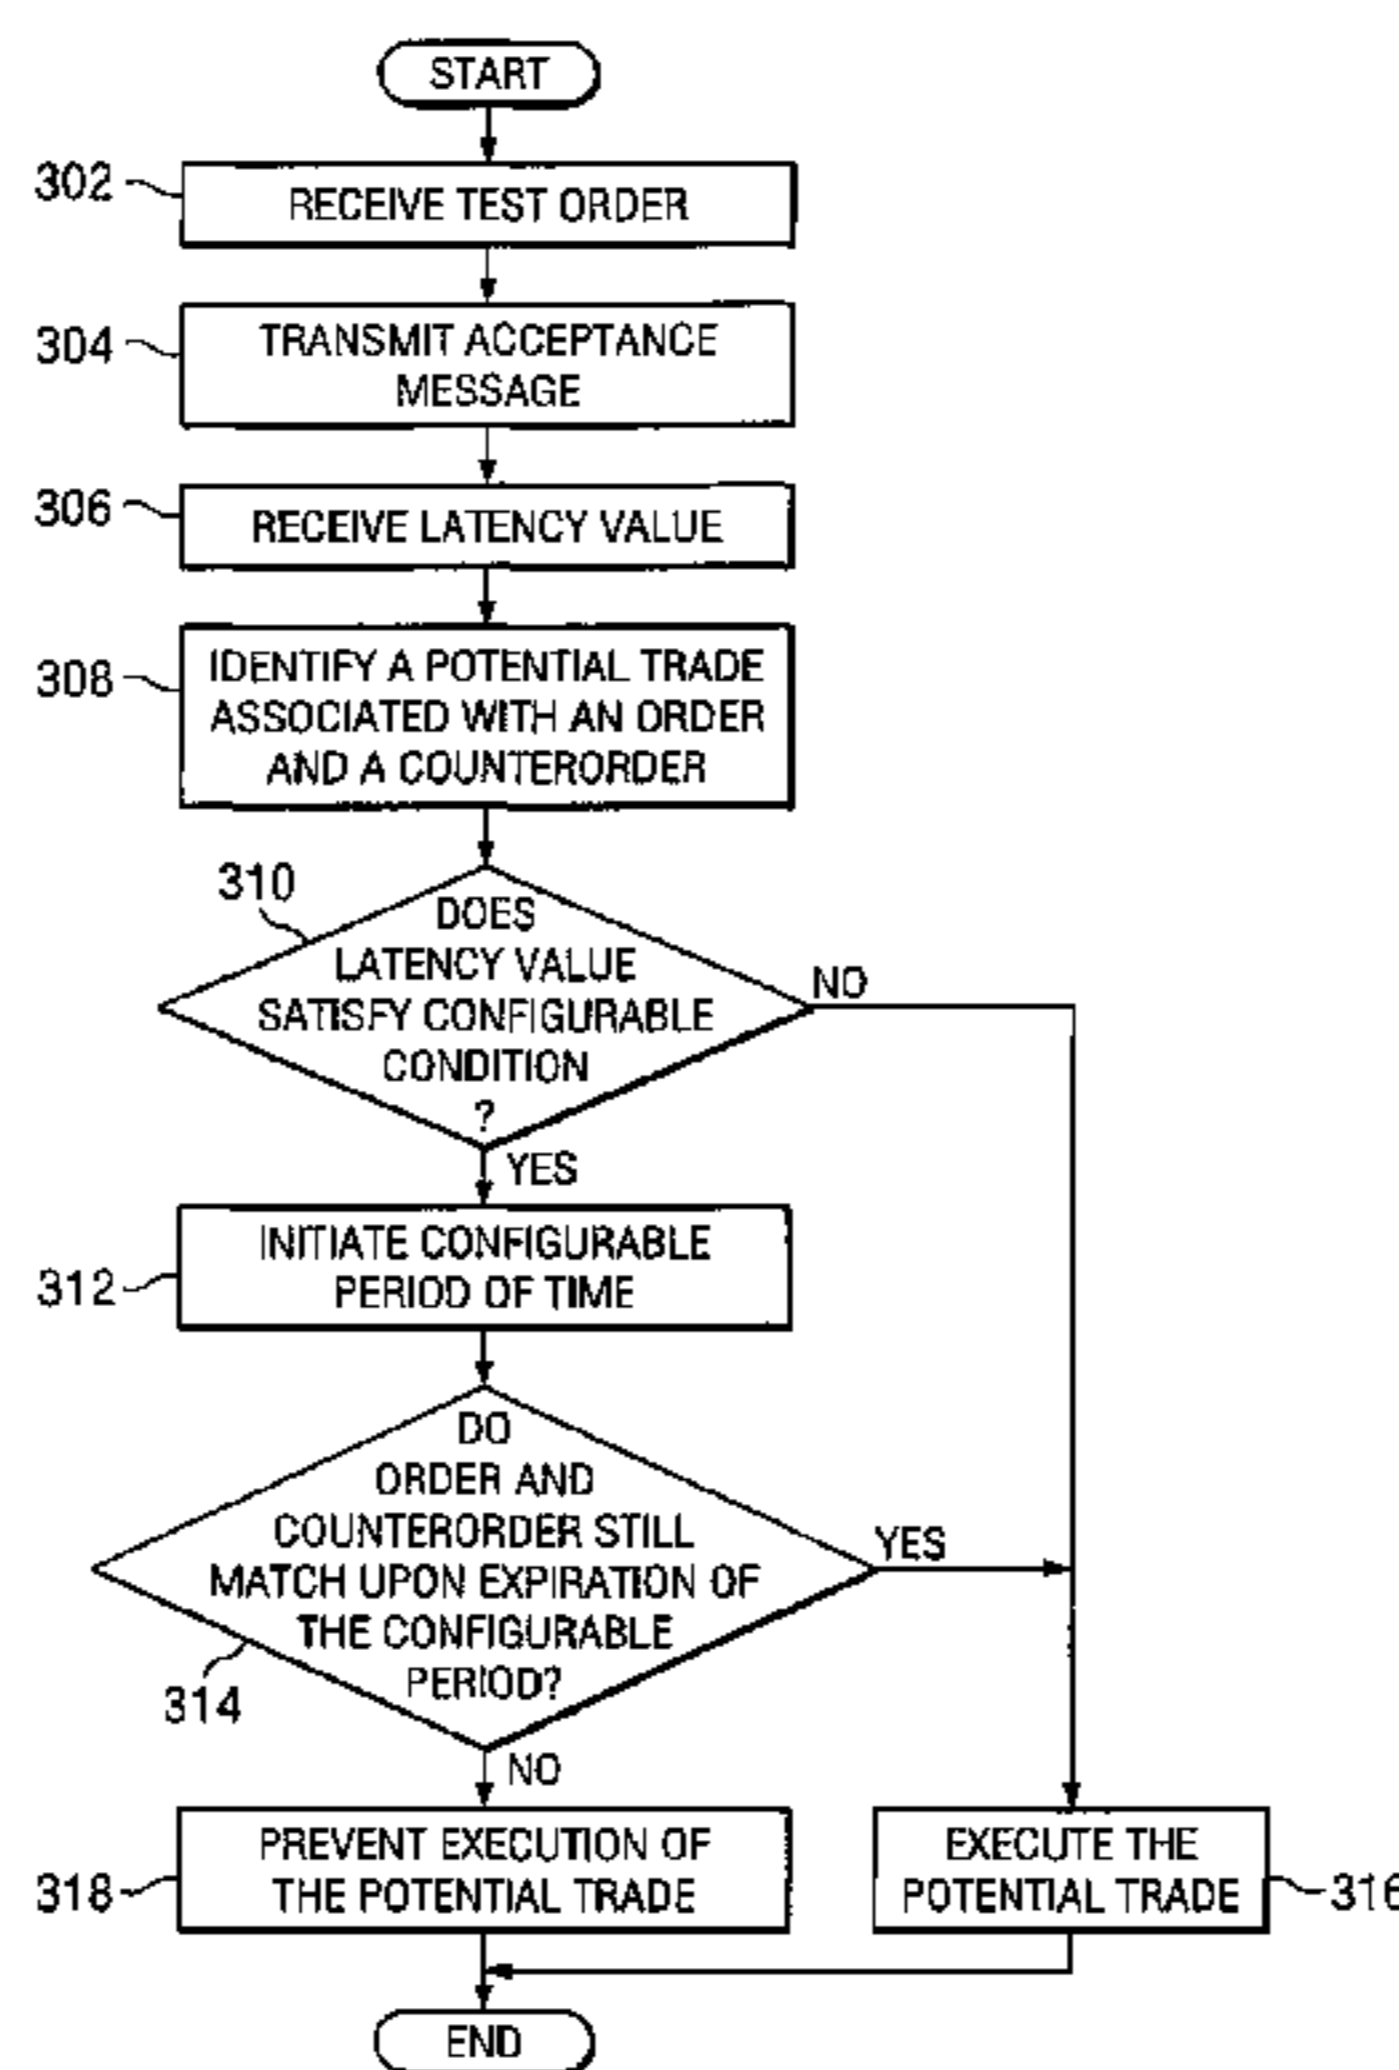 START
302
RECEIVE TEST ORDER
304
TRANSMIT ACCEPTANCE
MESSAGE
306
RECEIVE LATENCY VALUE
308
IDENTIFY A POTENTIAL TRADE
ASSOCIATED WITH AN ORDER
AND A COUNTERORDER
310
DOES
LATENCY VALUE
SATISFY CONFIGURABLE
CONDITION
?
NO
YES
312
INITIATE CONFIGURABLE
PERIOD OF TIME
DO
ORDER AND
COUNTERORDER STILL
MATCH UPON EXPIRATION OF
THE CONFIGURABLE
PERIOD?
YES
314
NO
318
PREVENT EXECUTION OF
THE POTENTIAL TRADE
EXECUTE THE
POTENTIAL TRADE
316
END